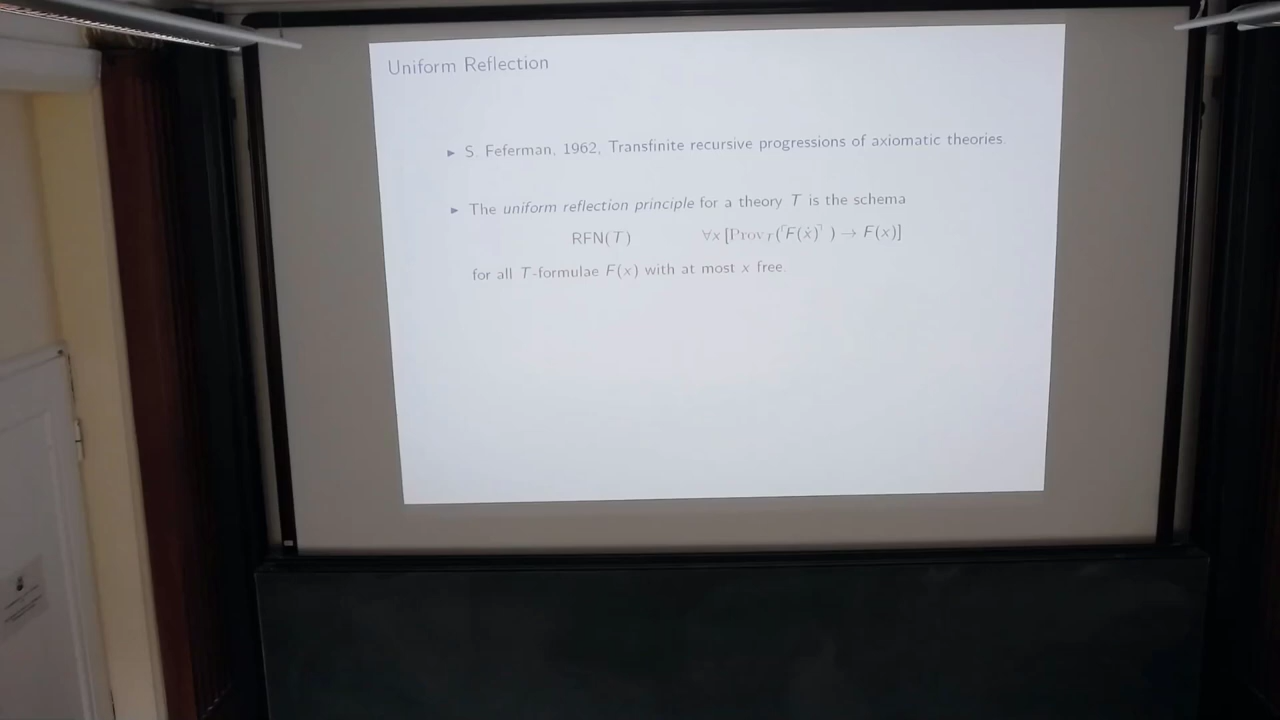 Uniform Reflection
► S. Feferman, 1962, Transfinite recursive progressions of axiomatic theories.
► The uniform reflection principle for a theory T is the schema
RFN(T) ∀x [Prov_T(⌜F(ẋ)⌝) → F(x)]
for all T-formulae F(x) with at most x free.